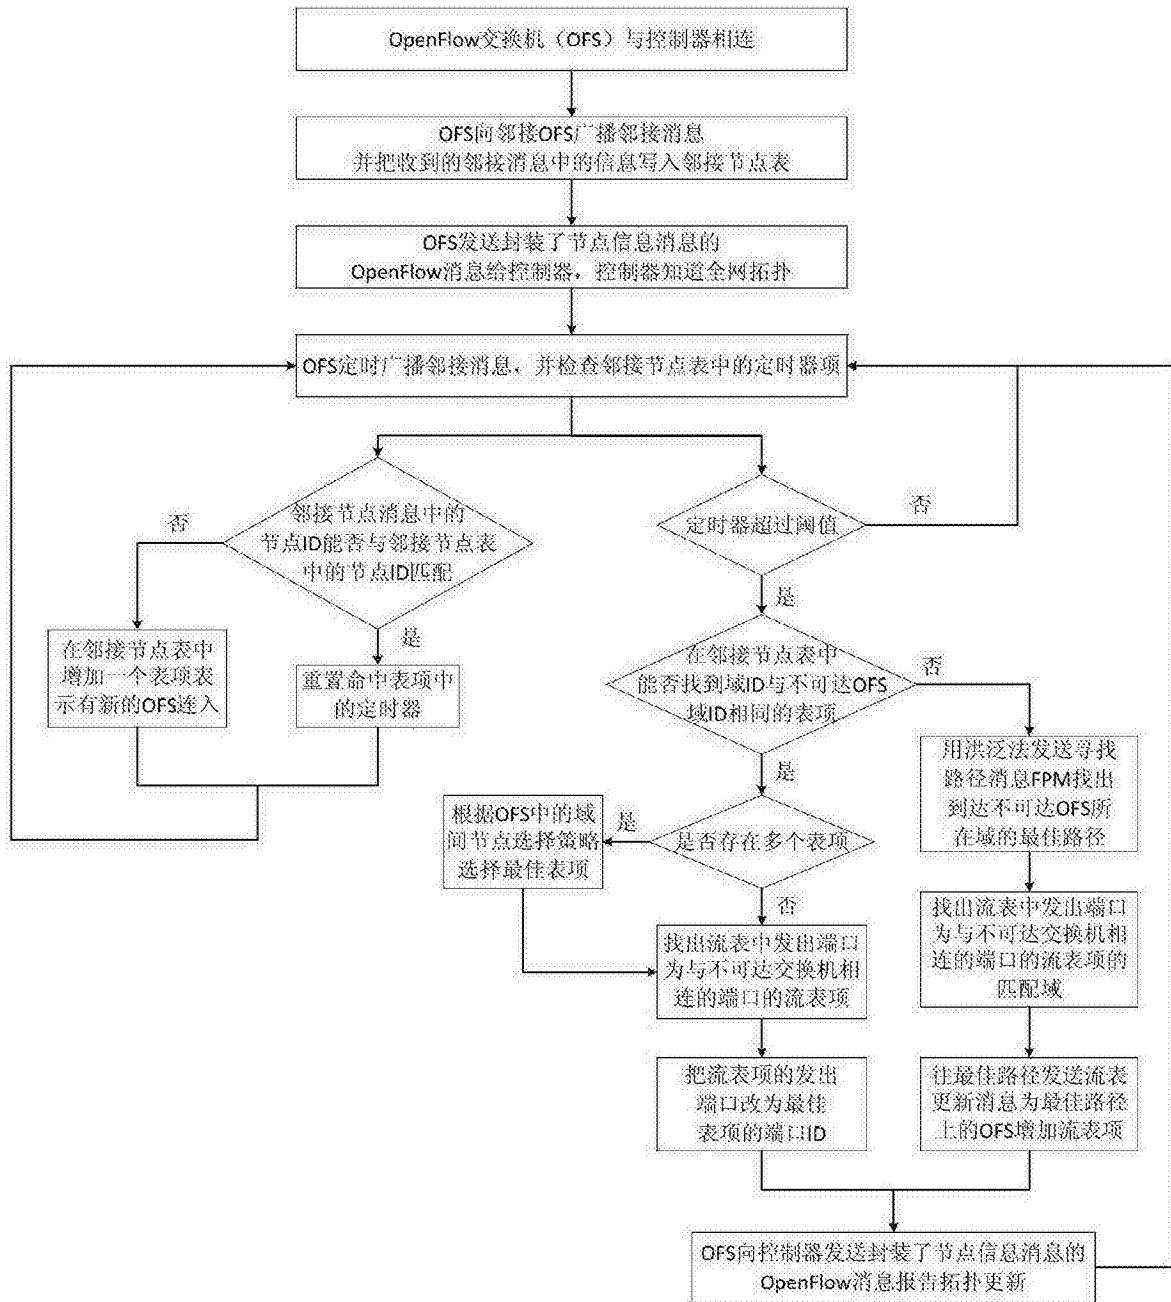 OpenFlow交换机（OFS）与控制器相连
OFS向邻接OFS广播邻接消息
并把收到的邻接消息中的信息写入邻接节点表
OFS发送封装了节点信息消息的
OpenFlow消息给控制器，控制器知道全网拓扑
OFS定时广播邻接消息，并检查邻接节点表中的定时器项
邻接节点消息中的
节点ID能否与邻接节点表
中的节点ID匹配
否
是
在邻接节点表中
增加一个表项表
示有新的OFS连入
重置命中表项中
的定时器
定时器超过阈值
否
是
在邻接节点表中
能否找到域ID与不可达OFS
域ID相同的表项
否
是
用洪泛法发送寻找
路径消息FPM找出
到达不可达OFS所
在域的最佳路径
是否存在多个表项
是
否
根据OFS中的域
间节点选择策略
选择最佳表项
找出流表中发出端口
为与不可达交换机相
连的端口的流表项
找出流表中发出端口
为与不可达交换机相
连的端口的流表项的
匹配域
把流表项的发出
端口改为最佳
表项的端口ID
往最佳路径发送流表
更新消息为最佳路径
上的OFS增加流表项
OFS向控制器发送封装了节点信息消息的
OpenFlow消息报告拓扑更新